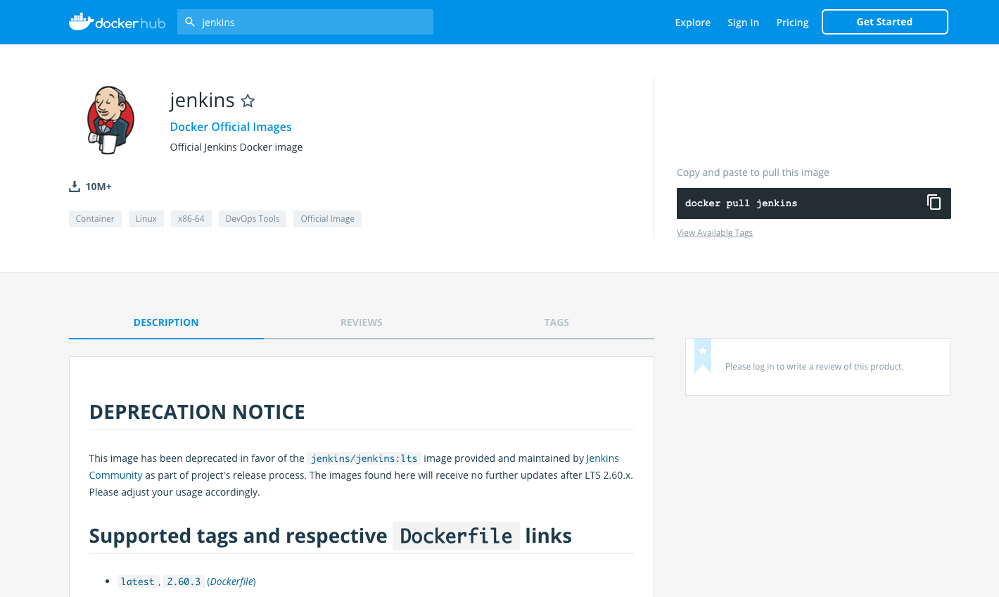 docker hub
jenkins
Explore
Sign In
Pricing
Get Started
jenkins
Docker Official Images
Official Jenkins Docker image
10M+
Container
Linux
x86-64
DevOps Tools
Official Image
Copy and paste to pull this image
docker pull jenkins
View Available Tags
DESCRIPTION
REVIEWS
TAGS
Please log in to write a review of this product.
DEPRECATION NOTICE
This image has been deprecated in favor of the jenkins/jenkins:lts image provided and maintained by Jenkins
Community as part of project's release process. The images found here will receive no further updates after LTS 2.60.x.
Please adjust your usage accordingly.
Supported tags and respective Dockerfile links
• latest, 2.60.3 (Dockerfile)